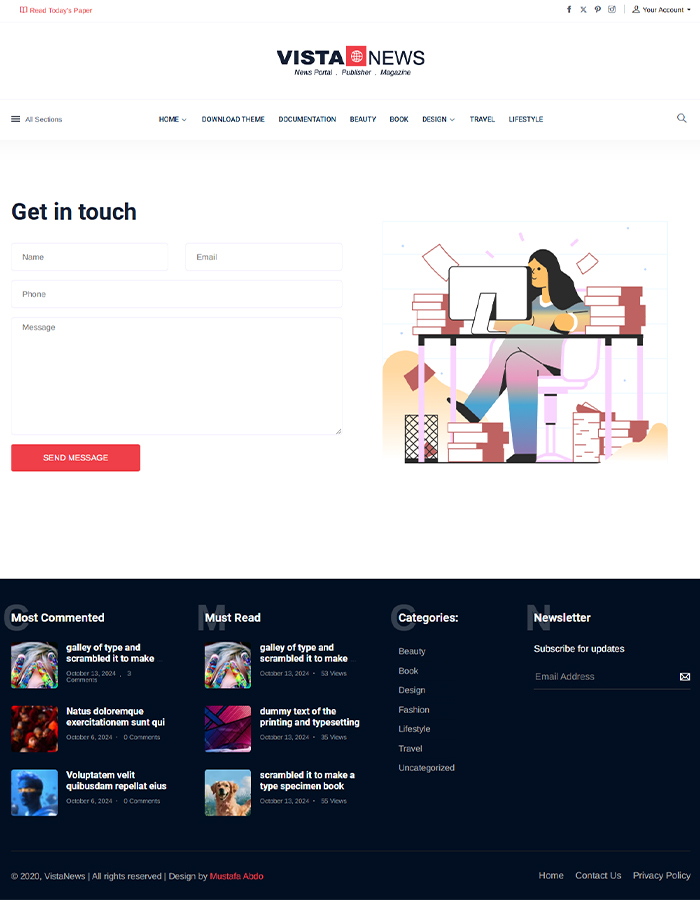 Read Today's Paper
Your Account
VISTA NEWS
News Portal . Publisher . Magazine
All Sections
HOME
DOWNLOAD THEME
DOCUMENTATION
BEAUTY
BOOK
DESIGN
TRAVEL
LIFESTYLE
Get in touch
Name
Email
Phone
Message
SEND MESSAGE
C
Most Commented
galley of type and
scrambled it to make ...
October 13, 2024 . 3
Comments
Natus doloremque
exercitationem sunt qui
October 6, 2024 · 0 Comments
Voluptatem velit
quibusdam repellat eius
October 6, 2024 · 0 Comments
M
Must Read
galley of type and
scrambled it to make ...
October 13, 2024 • 53 Views
dummy text of the
printing and typesetting
October 13, 2024 • 35 Views
scrambled it to make a
type specimen book
October 13, 2024 • 55 Views
C
Categories:
Beauty
Book
Design
Fashion
Lifestyle
Travel
Uncategorized
N
Newsletter
Subscribe for updates
Email Address
© 2020, VistaNews | All rights reserved | Design by Mustafa Abdo
Home
Contact Us
Privacy Policy